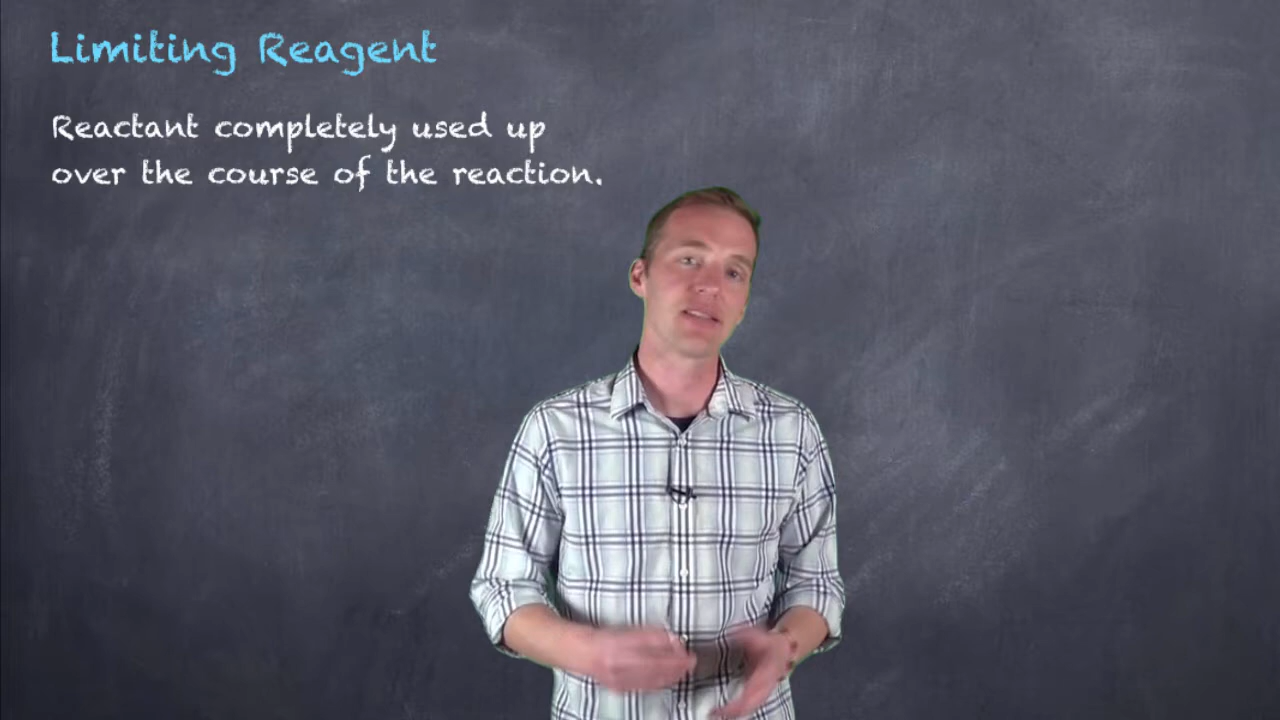 Limiting Reagent
Reactant completely used up
over the course of the reaction.